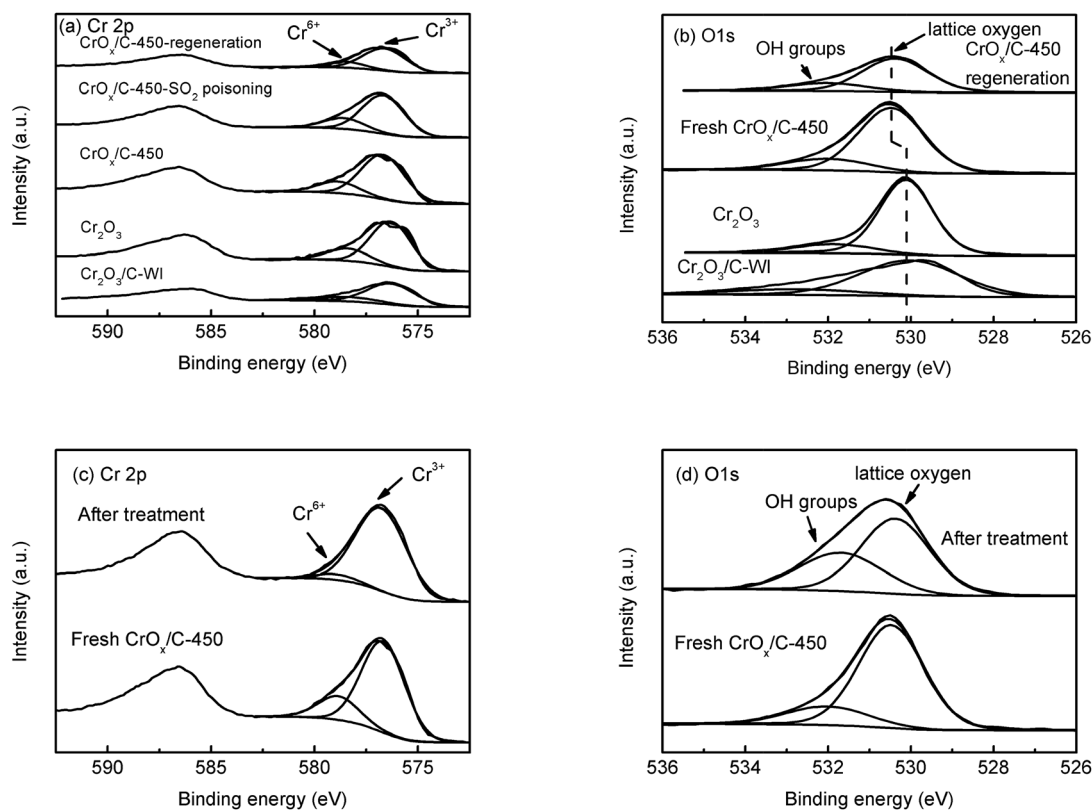 (a) Cr 2p
CrOₓ/C-450-regeneration
Cr⁶⁺
Cr³⁺
CrOₓ/C-450-SO₂ poisoning
CrOₓ/C-450
Cr₂O₃
Cr₂O₃/C-WI
Intensity (a.u.)
590 585 580 575
Binding energy (eV)
(b) O1s
lattice oxygen
OH groups
CrOₓ/C-450
regeneration
Fresh CrOₓ/C-450
Cr₂O₃
Cr₂O₃/C-WI
Intensity (a.u.)
536 534 532 530 528 526
Binding energy (eV)
(c) Cr 2p
Cr³⁺
Cr⁶⁺
After treatment
Fresh CrOₓ/C-450
Intensity (a.u.)
590 585 580 575
Binding energy (eV)
(d) O1s
lattice oxygen
OH groups
After treatment
Fresh CrOₓ/C-450
Intensity (a.u.)
536 534 532 530 528 526
Binding energy (eV)